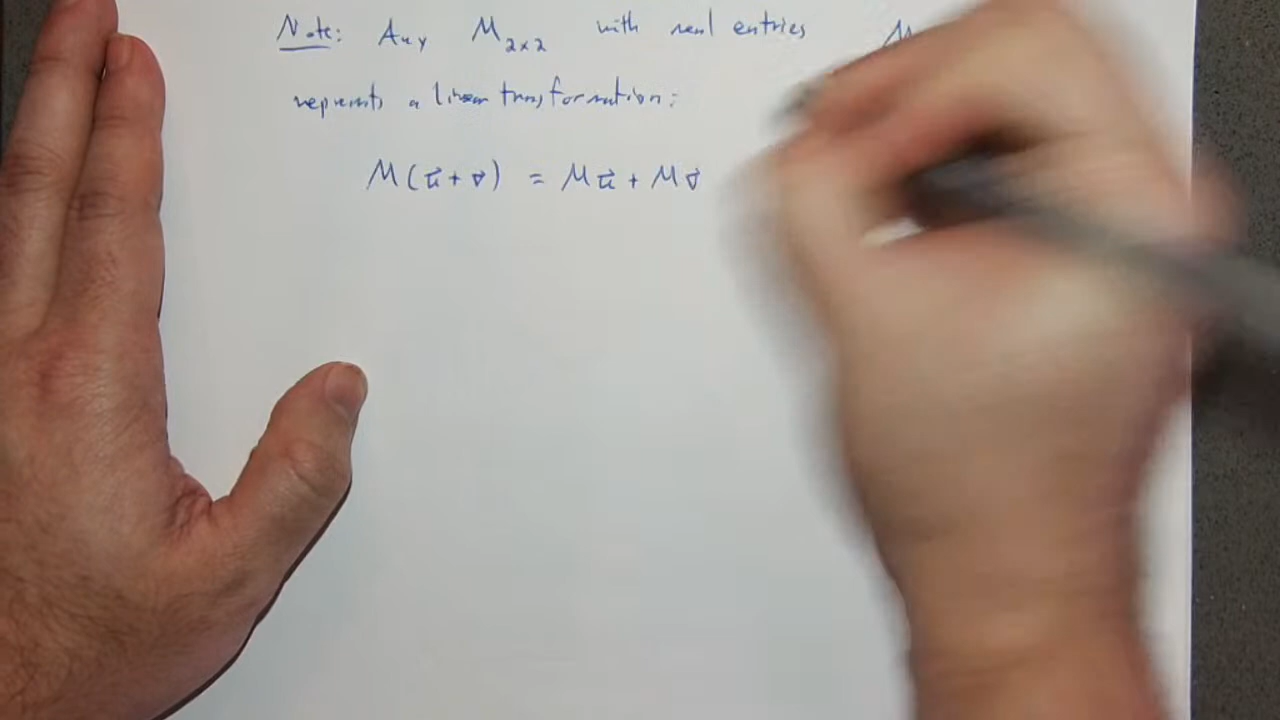 Note: Any M₂ₓ₂ with real entries M
represents a linear transformation:
M(u⃗ + v⃗) = Mu⃗ + Mv⃗